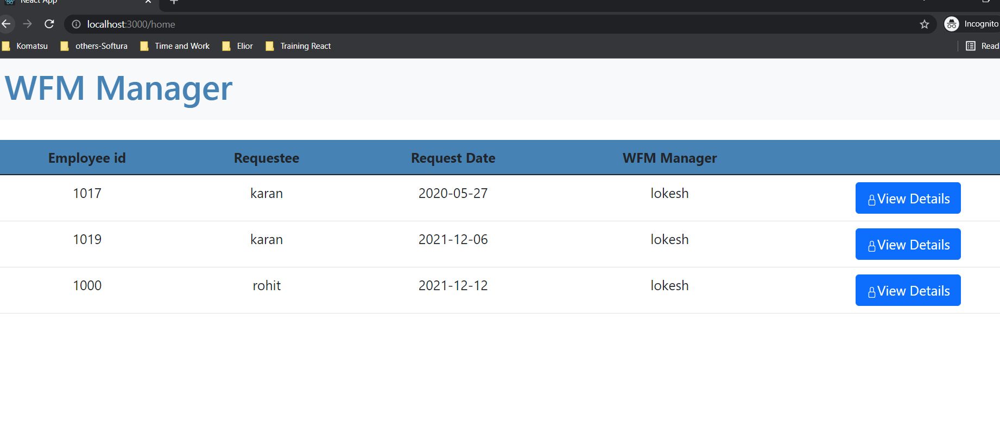 React App
localhost:3000/home
Incognito
Komatsu others-Softura Time and Work Elior Training React
Read
WFM Manager
Employee id Requestee Request Date WFM Manager
1017 karan 2020-05-27 lokesh View Details
1019 karan 2021-12-06 lokesh View Details
1000 rohit 2021-12-12 lokesh View Details